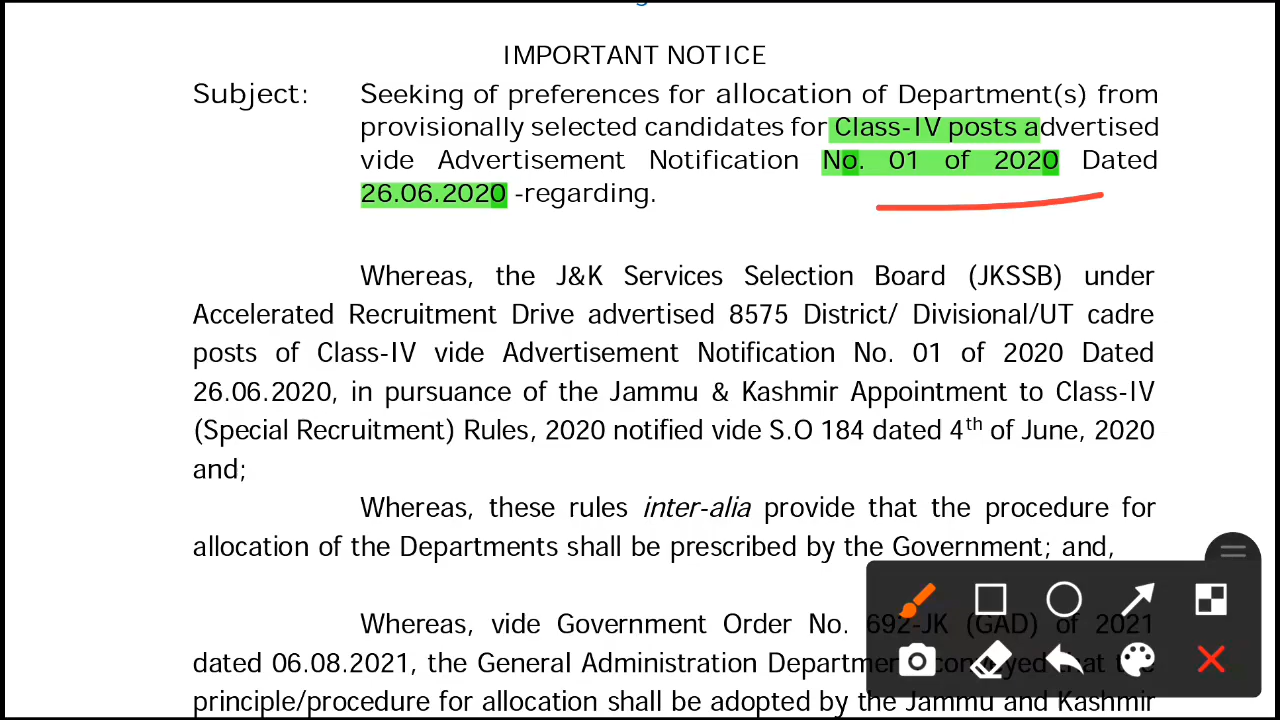 IMPORTANT NOTICE
Subject: Seeking of preferences for allocation of Department(s) from
provisionally selected candidates for Class-IV posts advertised
vide Advertisement Notification No. 01 of 2020 Dated
26.06.2020 -regarding.
Whereas, the J&K Services Selection Board (JKSSB) under
Accelerated Recruitment Drive advertised 8575 District/ Divisional/UT cadre
posts of Class-IV vide Advertisement Notification No. 01 of 2020 Dated
26.06.2020, in pursuance of the Jammu & Kashmir Appointment to Class-IV
(Special Recruitment) Rules, 2020 notified vide S.O 184 dated 4th of June, 2020
and;
Whereas, these rules inter-alia provide that the procedure for
allocation of the Departments shall be prescribed by the Government; and,
Whereas, vide Government Order No. 692-JK (GAD) of 2021
dated 06.08.2021, the General Administration Department conveyed that the
principle/procedure for allocation shall be adopted by the Jammu and Kashmir